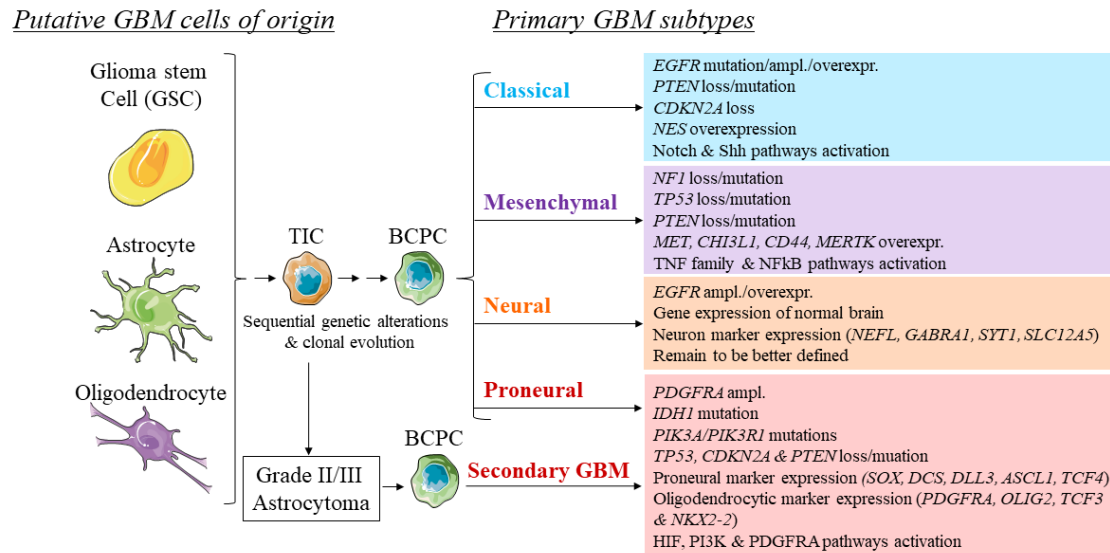 Putative GBM cells of origin
Primary GBM subtypes
Glioma stem
Cell (GSC)
Astrocyte
Oligodendrocyte
TIC
BCPC
Sequential genetic alterations
& clonal evolution
Grade II/III
Astrocytoma
BCPC
Classical
EGFR mutation/ampl./overexpr.
PTEN loss/mutation
CDKN2A loss
NES overexpression
Notch & Shh pathways activation
Mesenchymal
NF1 loss/mutation
TP53 loss/mutation
PTEN loss/mutation
MET, CHI3L1, CD44, MERTK overexpr.
TNF family & NFkB pathways activation
Neural
EGFR ampl./overexpr.
Gene expression of normal brain
Neuron marker expression (NEFL, GABRA1, SYT1, SLC12A5)
Remain to be better defined
Proneural
Secondary GBM
PDGFRA ampl.
IDH1 mutation
PIK3A/PIK3R1 mutations
TP53, CDKN2A & PTEN loss/muation
Proneural marker expression (SOX, DCS, DLL3, ASCL1, TCF4)
Oligodendrocytic marker expression (PDGFRA, OLIG2, TCF3
& NKX2-2)
HIF, PI3K & PDGFRA pathways activation